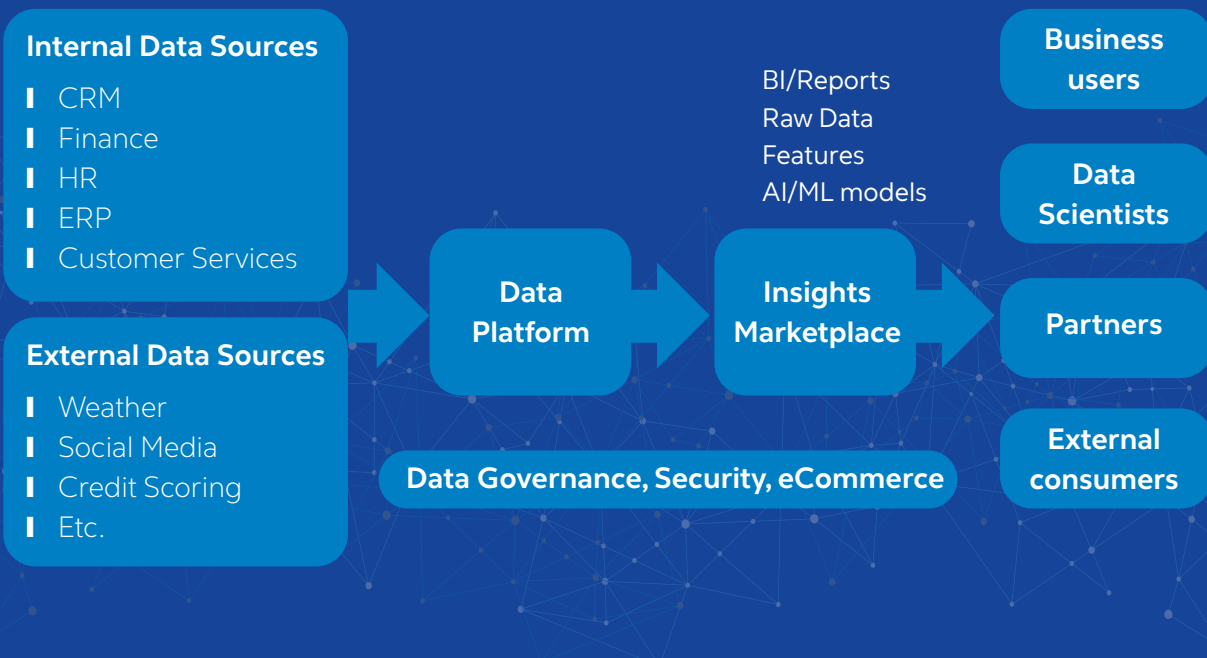 Internal Data Sources
CRM
Finance
HR
ERP
Customer Services
External Data Sources
Weather
Social Media
Credit Scoring
Etc.
Data
Platform
BI/Reports
Raw Data
Features
AI/ML models
Insights
Marketplace
Data Governance, Security, eCommerce
Business
users
Data
Scientists
Partners
External
consumers